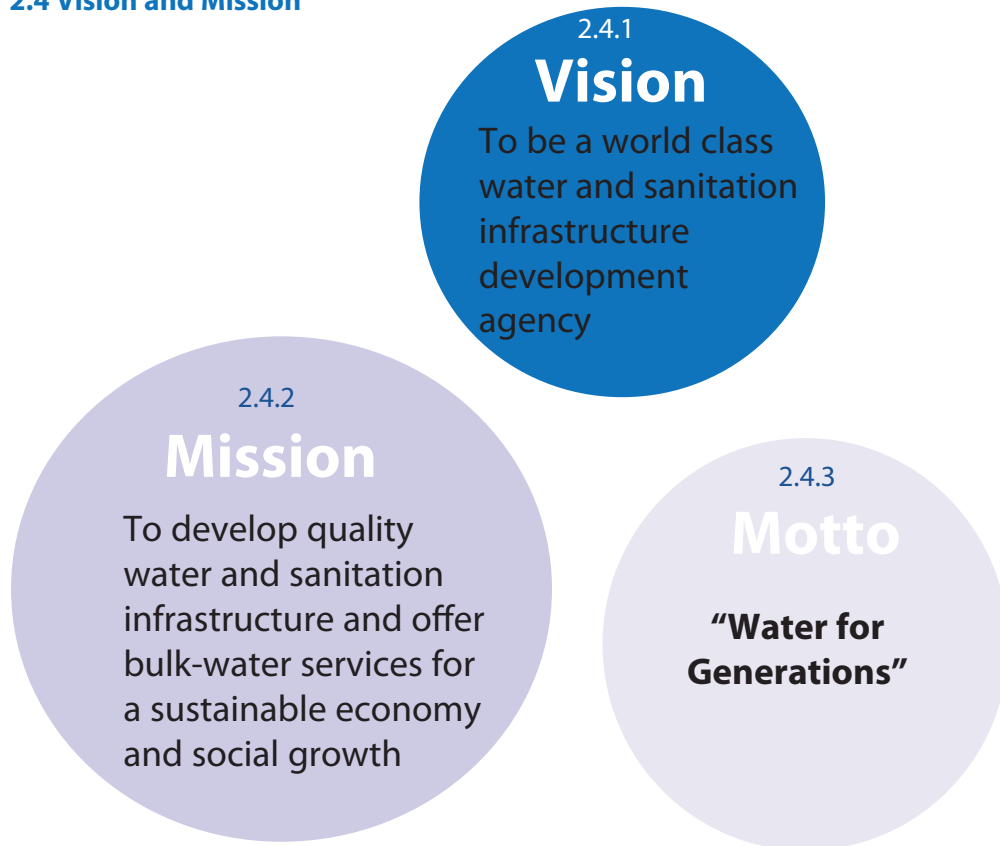 2.4 Vision and Mission
2.4.1
Vision
To be a world class
water and sanitation
infrastructure
development
agency
2.4.2
Mission
To develop quality
water and sanitation
infrastructure and offer
bulk-water services for
a sustainable economy
and social growth
2.4.3
Motto
“Water for
Generations”